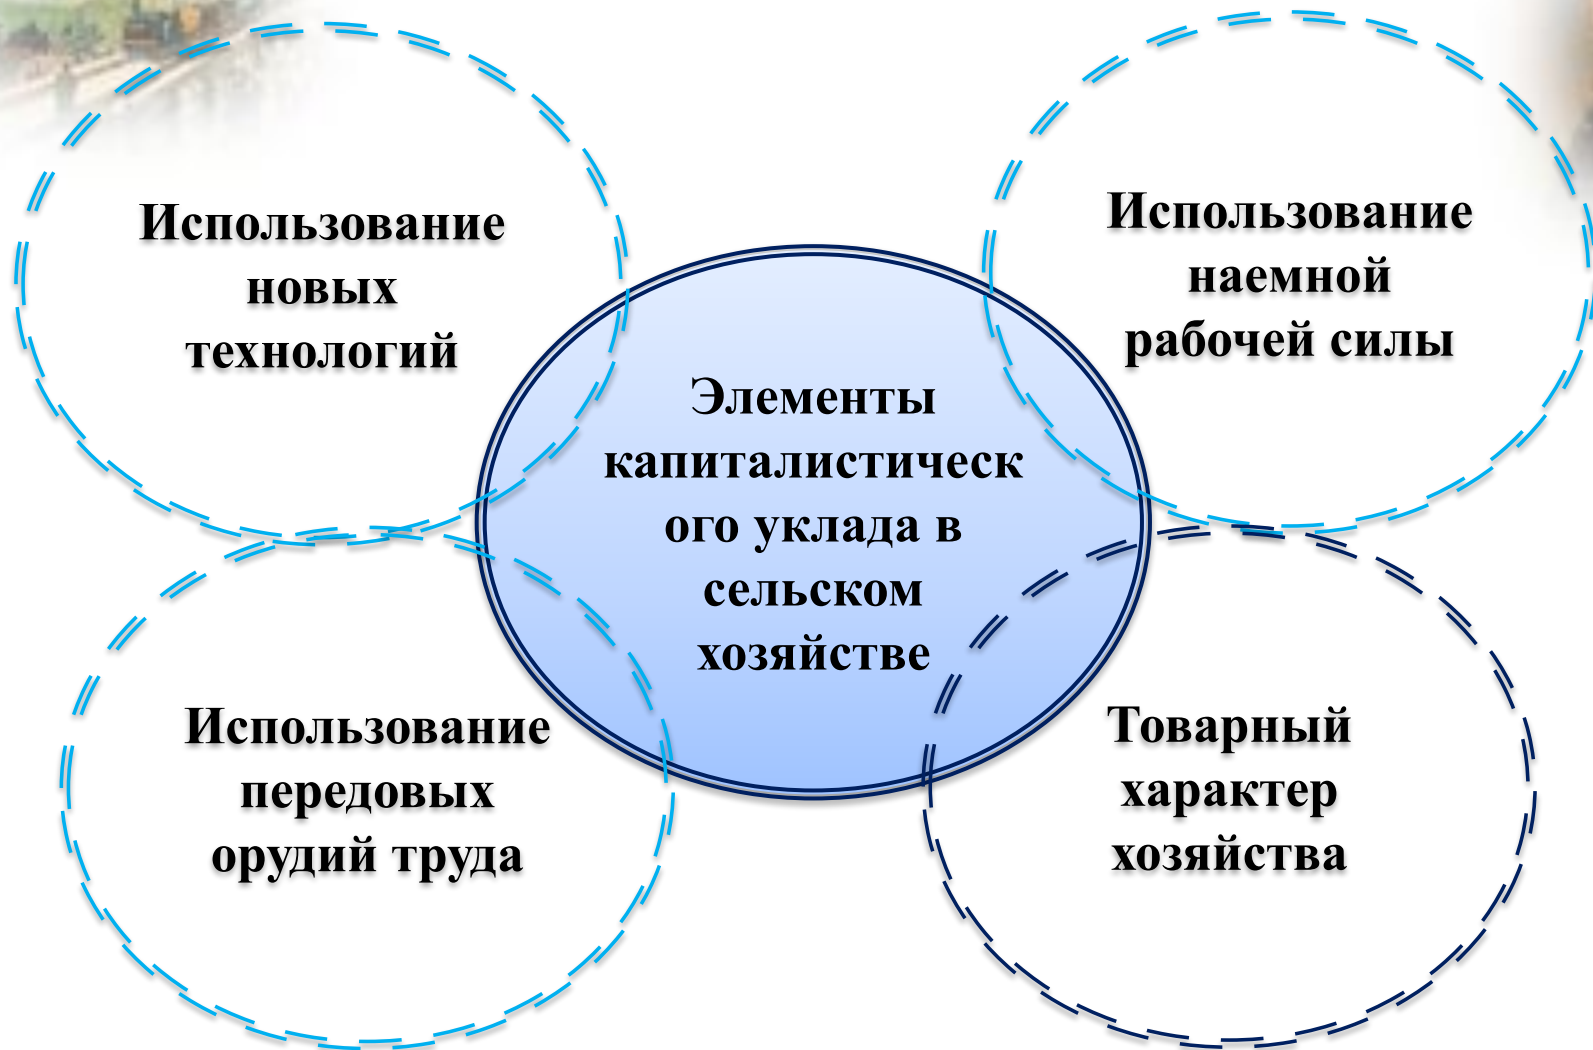 Использование
новых
технологий
Использование
наемной
рабочей силы
Элементы
капиталистическ
ого уклада в
сельском
хозяйстве
Использование
передовых
орудий труда
Товарный
характер
хозяйства